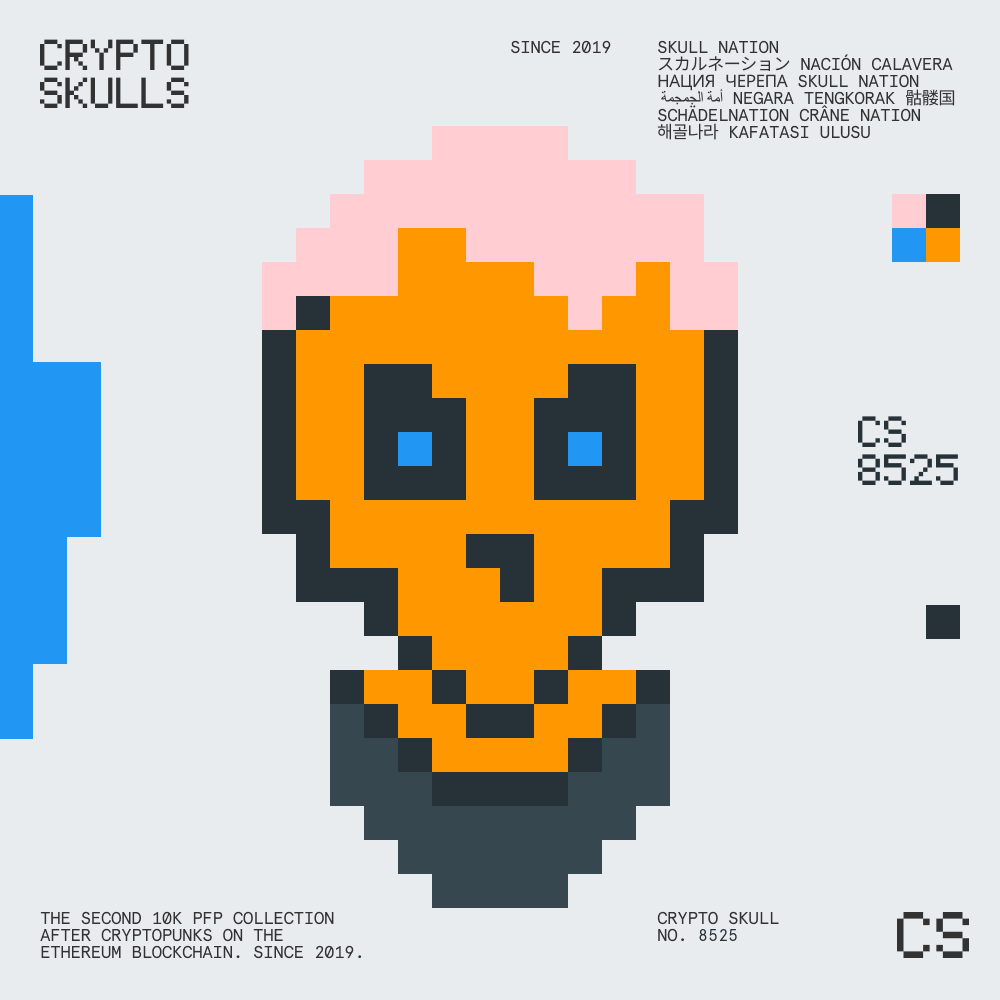 CRYPTO
SKULLS
SINCE 2019
SKULL NATION
スカルネーション NACIÓN CALAVERA
НАЦИЯ ЧЕРЕПА SKULL NATION
أمة الجمجمة NEGARA TENGKORAK 骷髅国
SCHÄDELNATION CRÂNE NATION
해골나라 KAFATASI ULUSU
CS
8525
THE SECOND 10K PFP COLLECTION
AFTER CRYPTOPUNKS ON THE
ETHEREUM BLOCKCHAIN. SINCE 2019.
CRYPTO SKULL
NO. 8525
CS